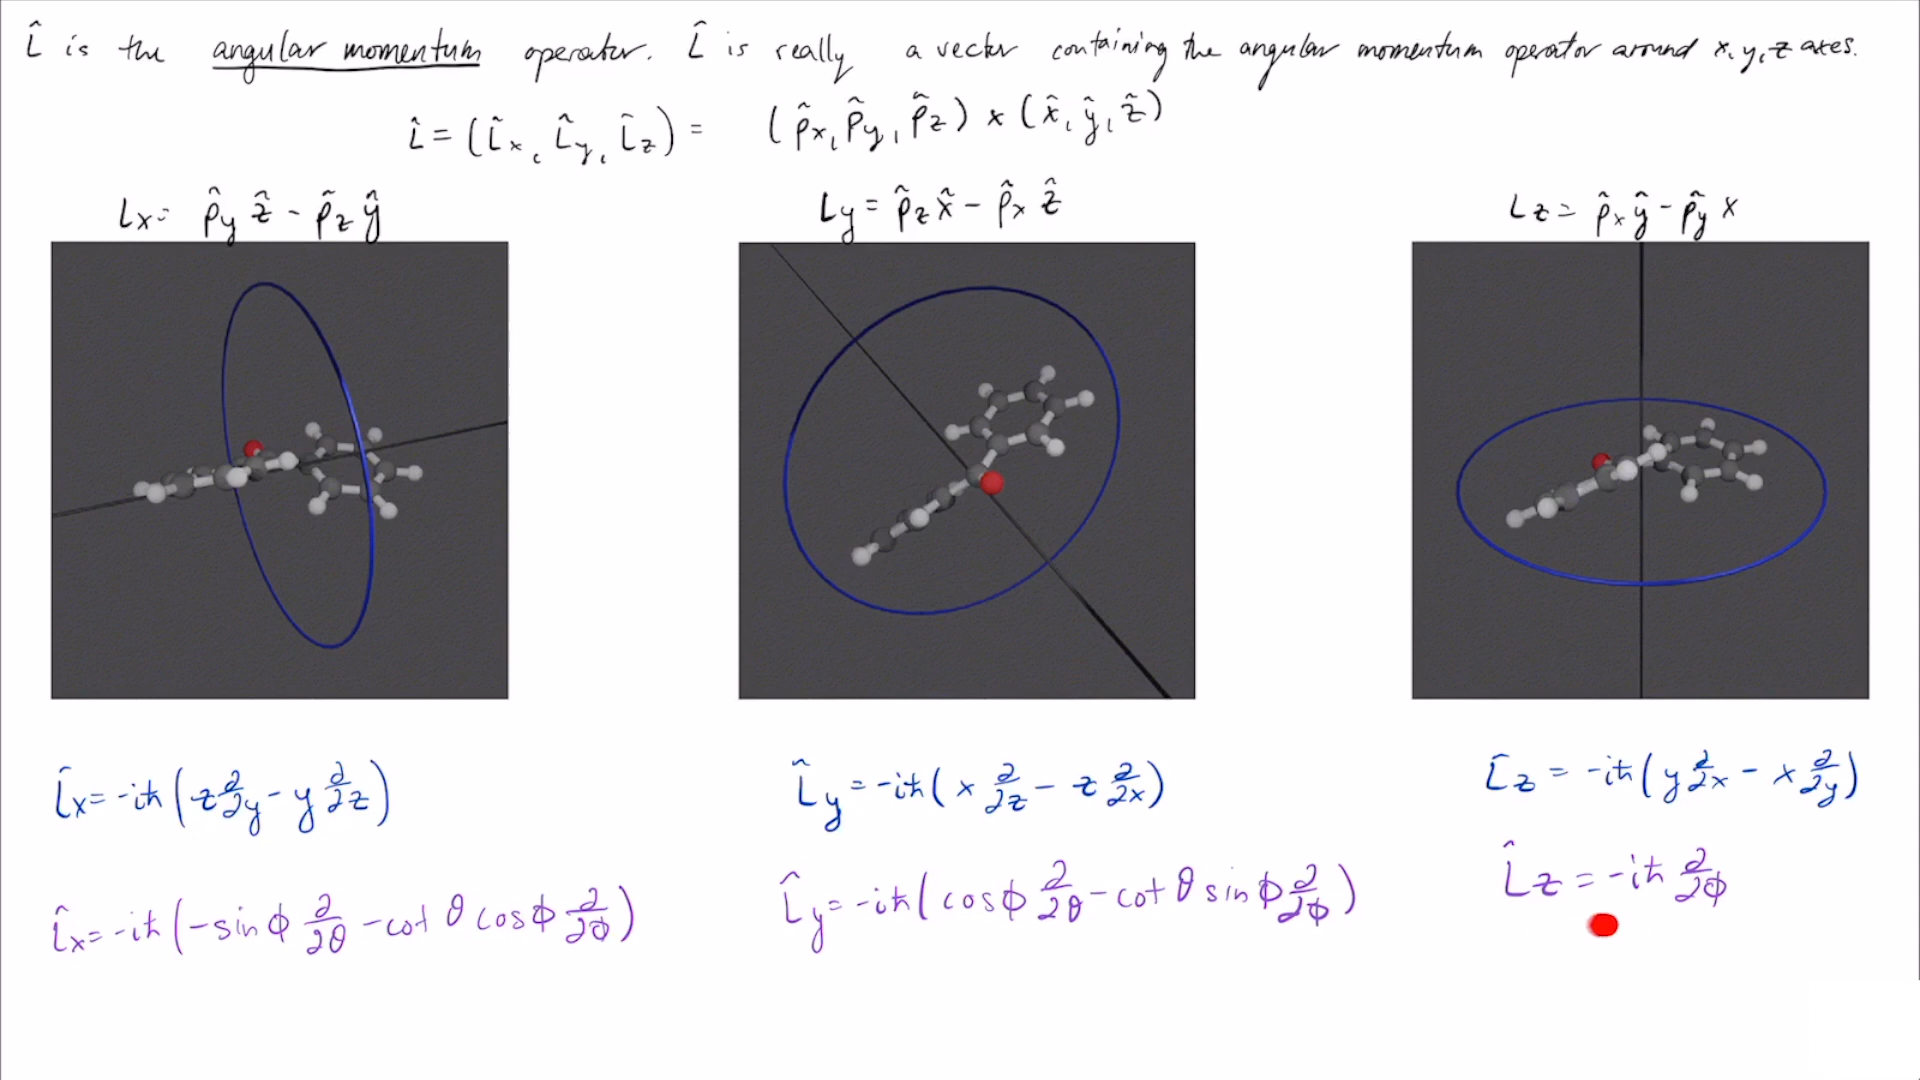 L̂ is the angular momentum operator. L̂ is really a vector containing the angular momentum operator around x, y, z axes.
L̂ = (L̂x, L̂y, L̂z) = (p̂x, p̂y, p̂z) × (x̂, ŷ, ẑ)
Lx = p̂y ẑ - p̂z ŷ
Ly = p̂z x̂ - p̂x ẑ
Lz = p̂x ŷ - p̂y x
L̂x = -iħ (z ∂/∂y - y ∂/∂z)
L̂y = -iħ (x ∂/∂z - z ∂/∂x)
L̂z = -iħ (y ∂/∂x - x ∂/∂y)
L̂x = -iħ (-sin ϕ ∂/∂θ - cot θ cos ϕ ∂/∂ϕ)
L̂y = -iħ (cos ϕ ∂/∂θ - cot θ sin ϕ ∂/∂ϕ)
L̂z = -iħ ∂/∂ϕ